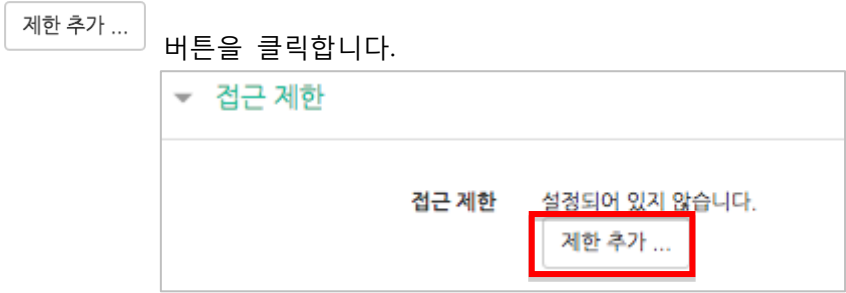 제한 추가 ...
버튼을 클릭합니다.
접근 제한
접근 제한 설정되어 있지 않습니다.
제한 추가 ...